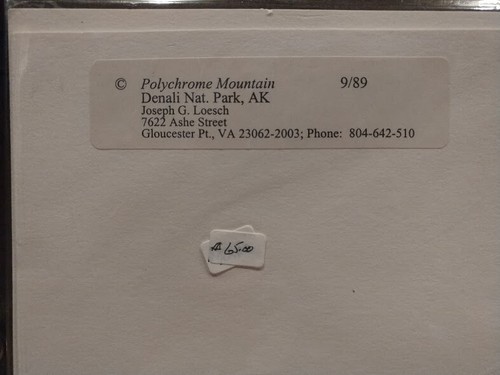 © Polychrome Mountain 9/89
Denali Nat. Park, AK
Joseph G. Loesch
7622 Ashe Street
Gloucester Pt., VA 23062-2003; Phone: 804-642-510
$65.00